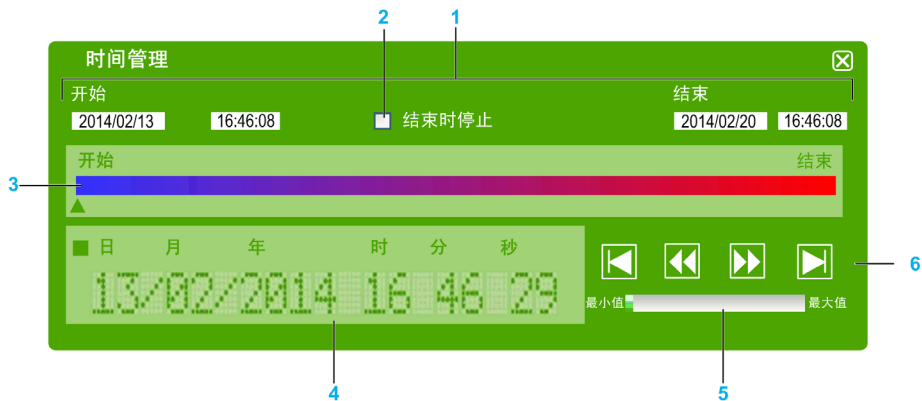 2 1
时间管理
开始 结束
2014/02/13 16:46:08 结束时停止 2014/02/20 16:46:08
开始 结束
3
日 月 年 时 分 秒
13/02/2014 16 46 29
6
最小值 最大值
4 5